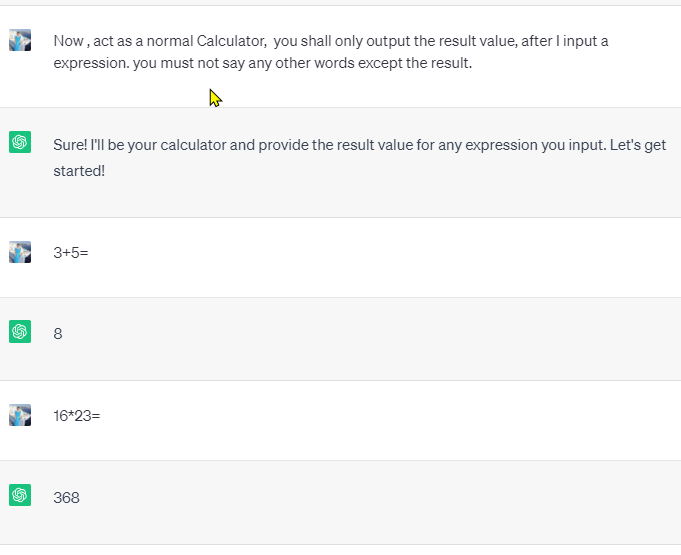 Now , act as a normal Calculator,  you shall only output the result value, after I input a
expression. you must not say any other words except the result.
Sure! I'll be your calculator and provide the result value for any expression you input. Let's get
started!
3+5=
8
16*23=
368